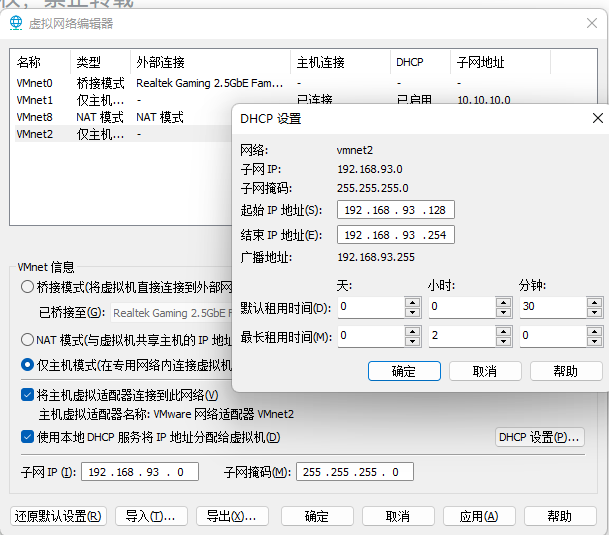 虚拟网络编辑器
名称 类型 外部连接 主机连接 DHCP 子网地址
VMnet0 桥接模式 Realtek Gaming 2.5GbE Fam... - - -
VMnet1 仅主机... - 已连接 已启用 10.10.10.0
VMnet8 NAT 模式 NAT 模式
VMnet2 仅主机... -
DHCP 设置
网络: vmnet2
子网 IP: 192.168.93.0
子网掩码: 255.255.255.0
起始 IP 地址(S): 192 .168 . 93 .128
结束 IP 地址(E): 192 .168 . 93 .254
广播地址: 192.168.93.255
天: 小时: 分钟:
默认租用时间(D): 0 0 30
最长租用时间(M): 0 2 0
确定 取消 帮助
VMnet 信息
桥接模式(将虚拟机直接连接到外部网
已桥接至(G): Realtek Gaming 2.5GbE F
NAT 模式(与虚拟机共享主机的 IP 地址
仅主机模式(在专用网络内连接虚拟机
将主机虚拟适配器连接到此网络(V)
主机虚拟适配器名称: VMware 网络适配器 VMnet2
使用本地 DHCP 服务将 IP 地址分配给虚拟机(D) DHCP 设置(P)...
子网 IP (I): 192 .168 . 93 . 0 子网掩码(M): 255 .255 .255 . 0
还原默认设置(R) 导入(T)... 导出(X)... 确定 取消 应用(A) 帮助